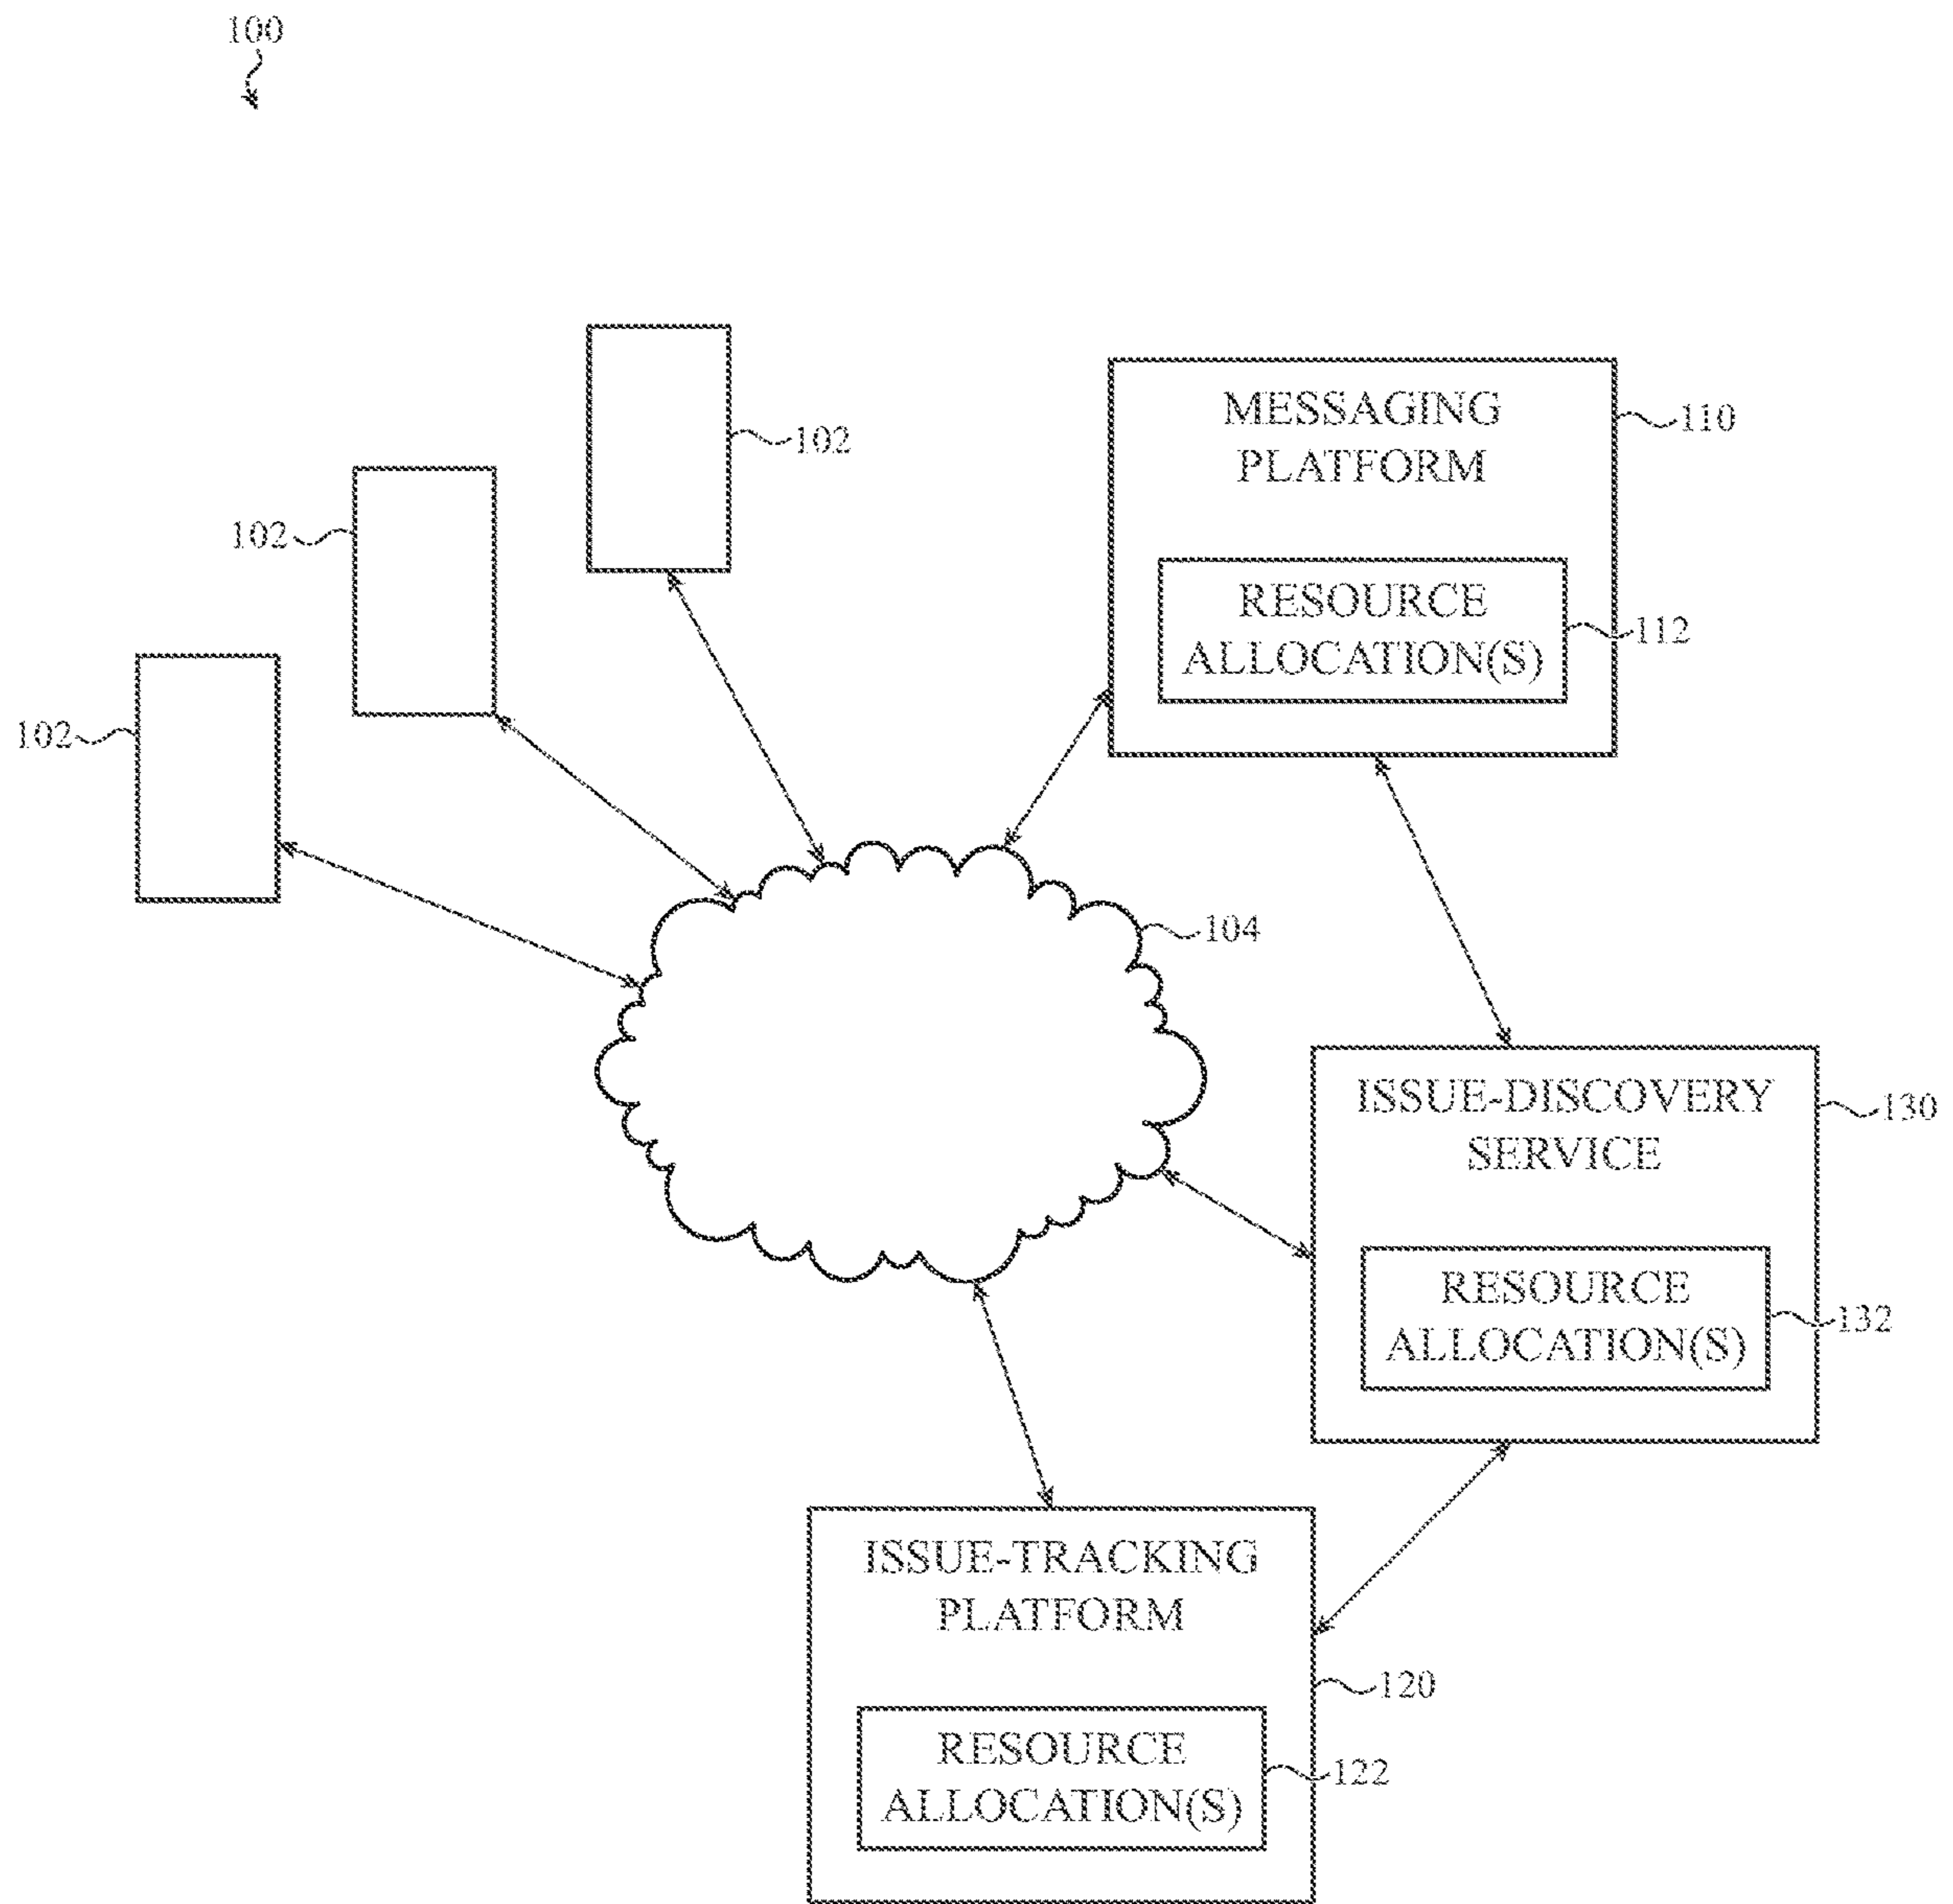 100
102
MESSAGING
PLATFORM
110
102
RESOURCE
ALLOCATION(S)
112
102
104
ISSUE-DISCOVERY
SERVICE
130
RESOURCE
ALLOCATION(S)
132
ISSUE-TRACKING
PLATFORM
120
RESOURCE
ALLOCATION(S)
122